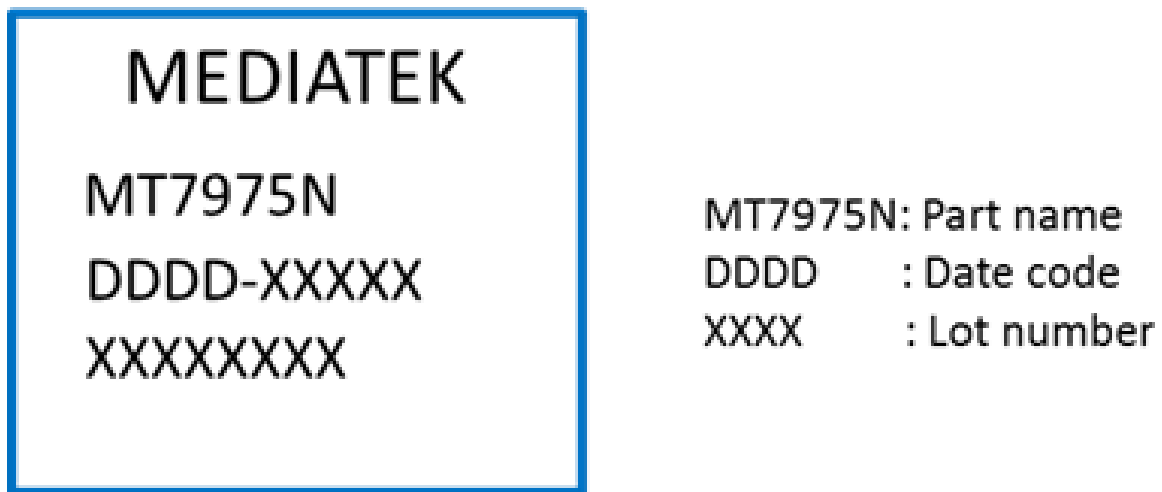 MEDIATEK
MT7975N
DDDD-XXXXX
XXXXXXXX
MT7975N: Part name
DDDD : Date code
XXXX : Lot number